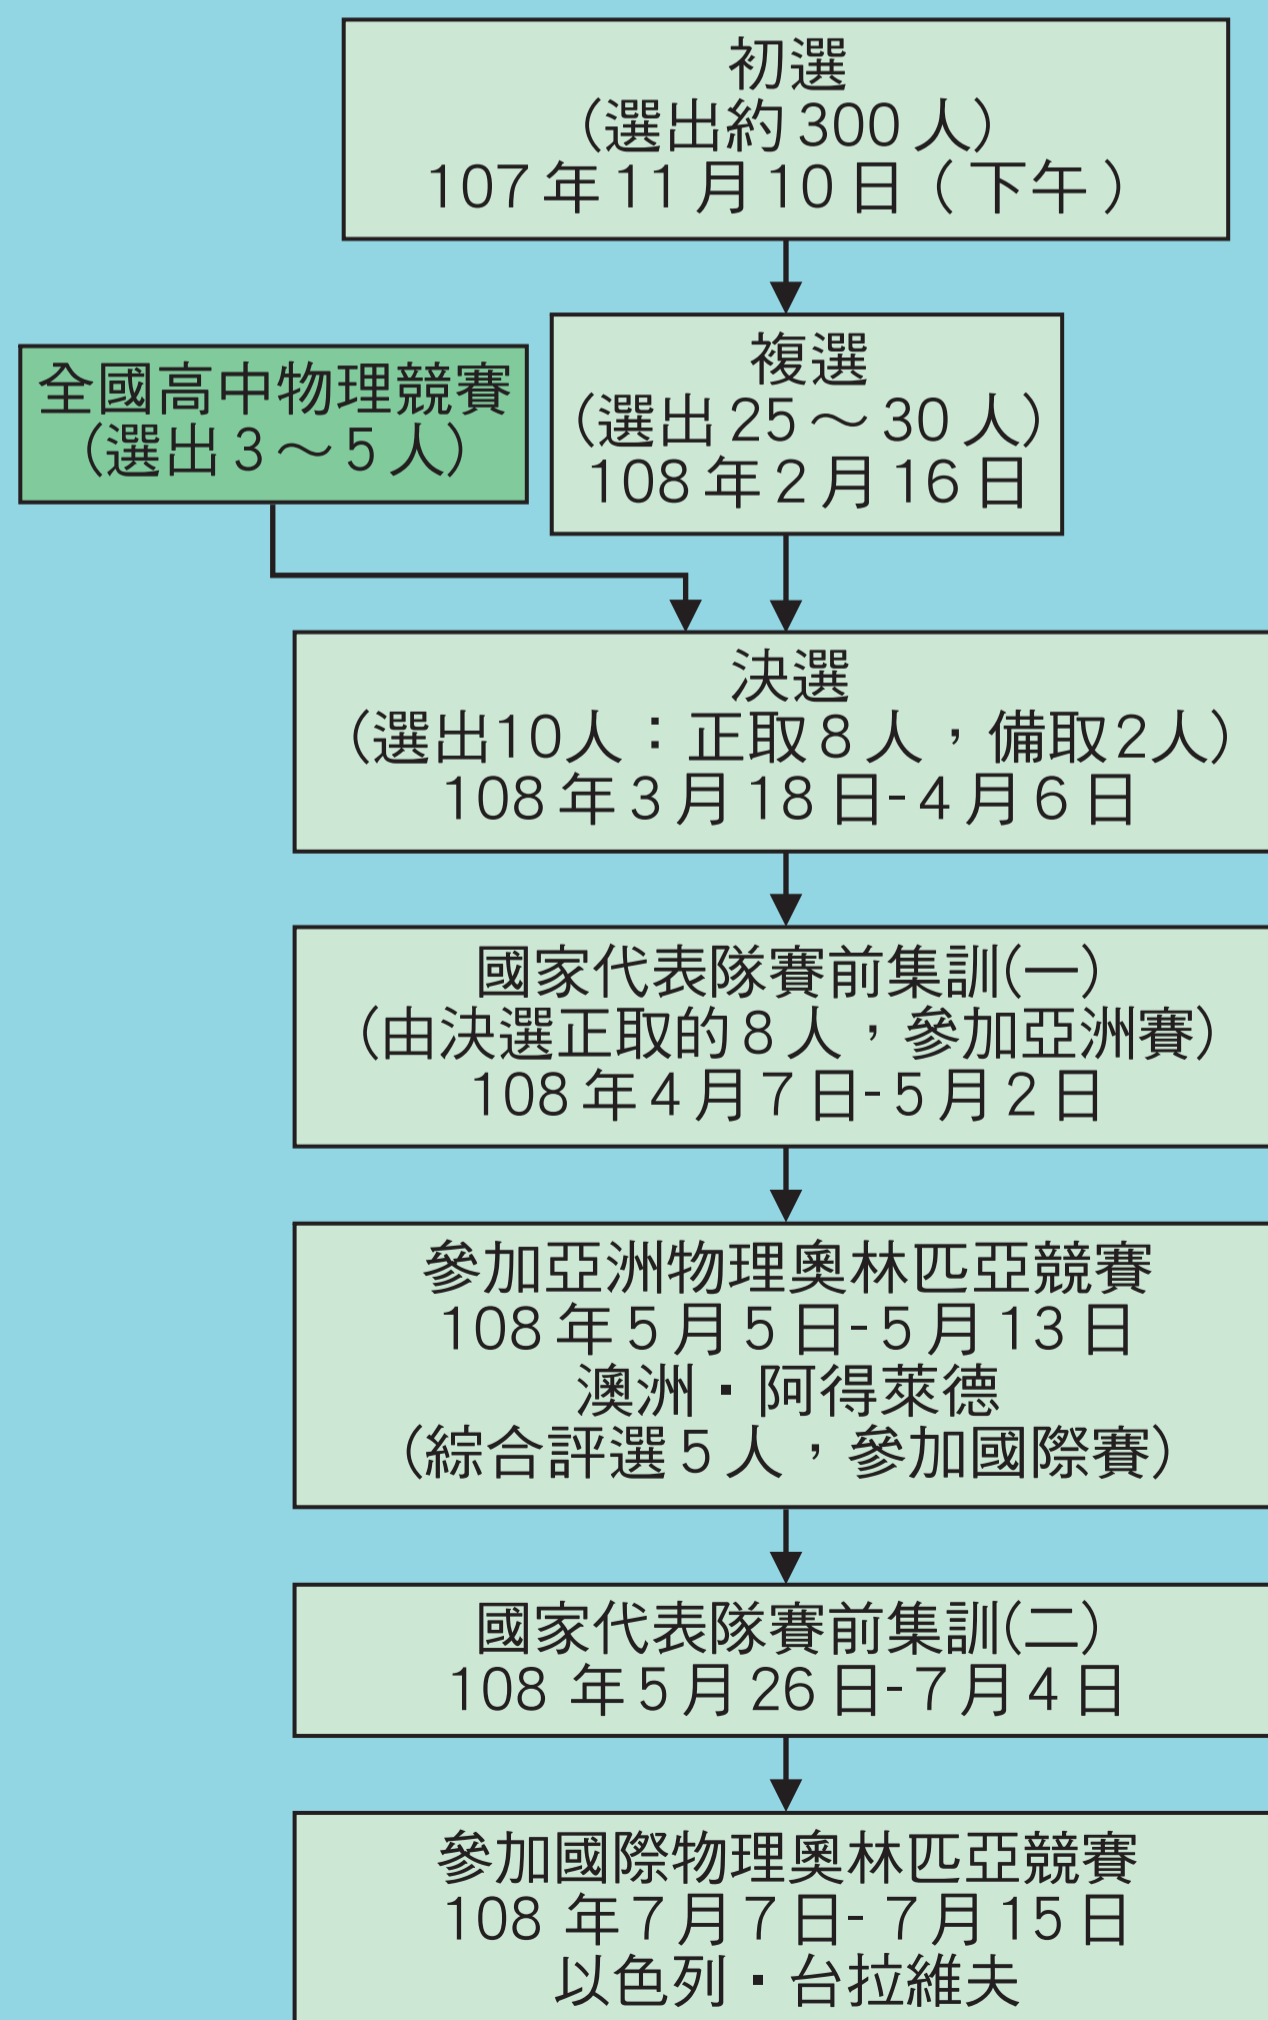 初選
(選出約300人)
107年11月10日(下午)
全國高中物理競賽
(選出3～5人)
複選
(選出25～30人)
108年2月16日
決選
(選出10人：正取8人，備取2人)
108年3月18日-4月6日
國家代表隊賽前集訓(一)
(由決選正取的8人，參加亞洲賽)
108年4月7日-5月2日
參加亞洲物理奧林匹亞競賽
108年5月5日-5月13日
澳洲．阿得萊德
(綜合評選5人，參加國際賽)
國家代表隊賽前集訓(二)
108 年5月26日-7月4日
參加國際物理奧林匹亞競賽
108 年7月7日-7月15日
以色列．台拉維夫